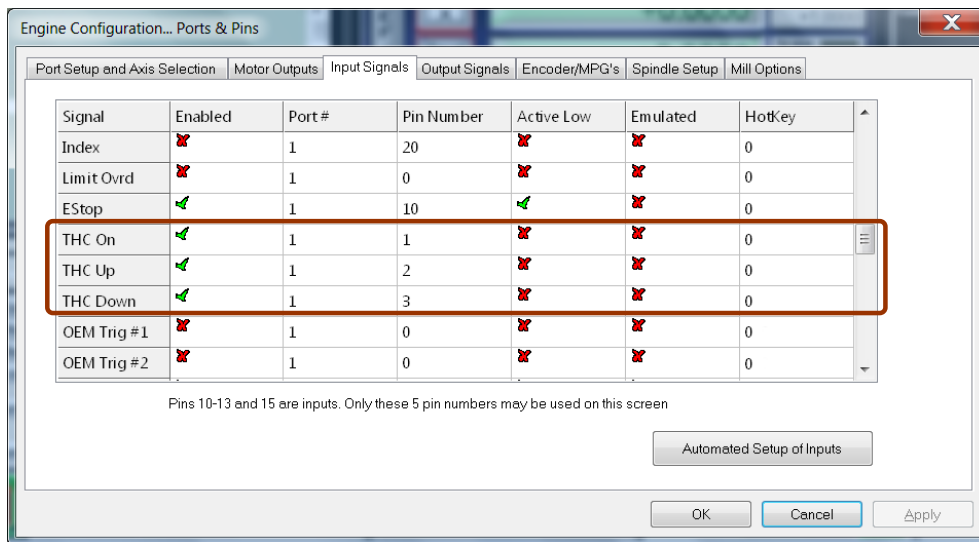 Engine Configuration... Ports & Pins
Port Setup and Axis Selection Motor Outputs Input Signals Output Signals Encoder/MPG's Spindle Setup Mill Options
Signal Enabled Port # Pin Number Active Low Emulated HotKey
Index 1 20 0
Limit Ovrd 1 0 0
EStop 1 10 0
THC On 1 1 0
THC Up 1 2 0
THC Down 1 3 0
OEM Trig #1 1 0 0
OEM Trig #2 1 0 0
Pins 10-13 and 15 are inputs. Only these 5 pin numbers may be used on this screen
Automated Setup of Inputs
OK Cancel Apply